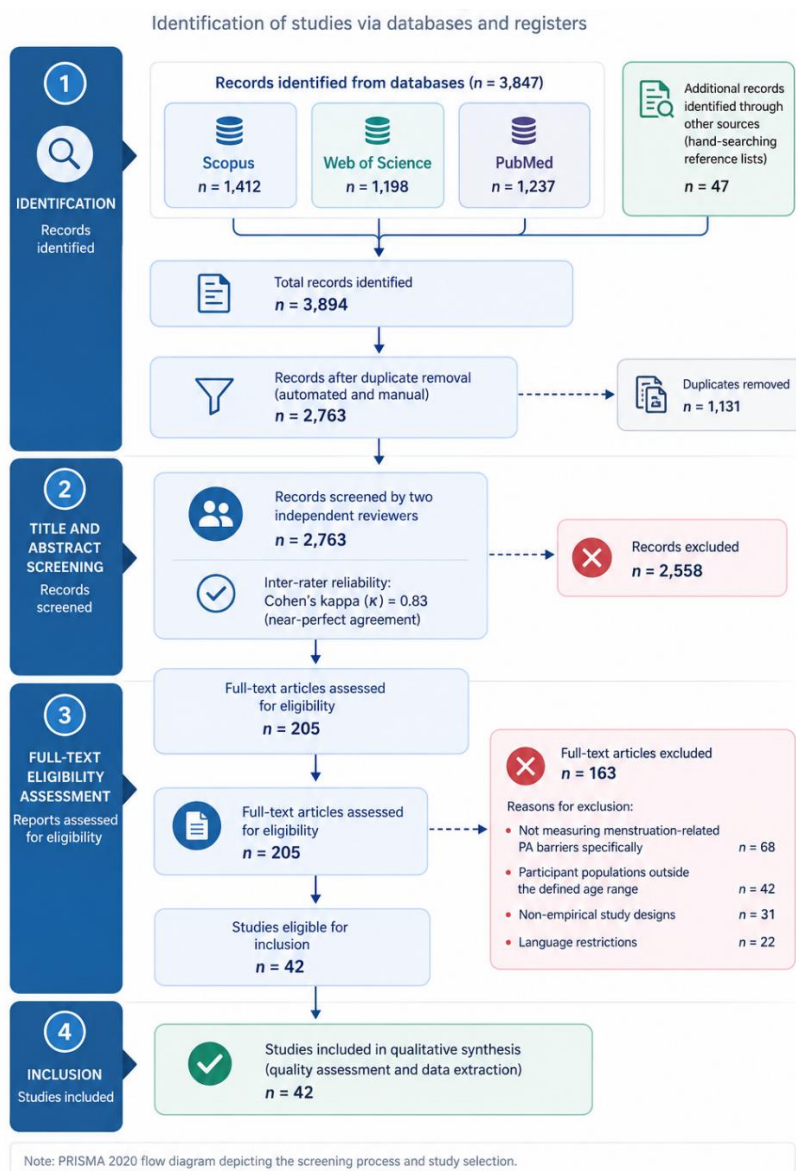 Identification of studies via databases and registers
1
IDENTIFCATION
Records
identified
Records identified from databases (n = 3,847)
Scopus
n = 1,412
Web of Science
n = 1,198
PubMed
n = 1,237
Additional records
identified through
other sources
(hand-searching
reference lists)
n = 47
Total records identified
n = 3,894
Records after duplicate removal
(automated and manual)
n = 2,763
Duplicates removed
n = 1,131
2
TITLE AND
ABSTRACT
SCREENING
Records
screened
Records screened by two
independent reviewers
n = 2,763
Inter-rater reliability:
Cohen's kappa (κ) = 0.83
(near-perfect agreement)
Records excluded
n = 2,558
3
FULL-TEXT
ELIGIBILITY
ASSESSMENT
Reports assessed
for eligibility
Full-text articles assessed
for eligibility
n = 205
Full-text articles assessed
for eligibility
n = 205
Full-text articles excluded
n = 163
Reasons for exclusion:
• Not measuring menstruation-related
PA barriers specifically n = 68
• Participant populations outside
the defined age range n = 42
• Non-empirical study designs n = 31
• Language restrictions n = 22
Studies eligible for
inclusion
n = 42
4
INCLUSION
Studies included
Studies included in qualitative synthesis
(quality assessment and data extraction)
n = 42
Note: PRISMA 2020 flow diagram depicting the screening process and study selection.